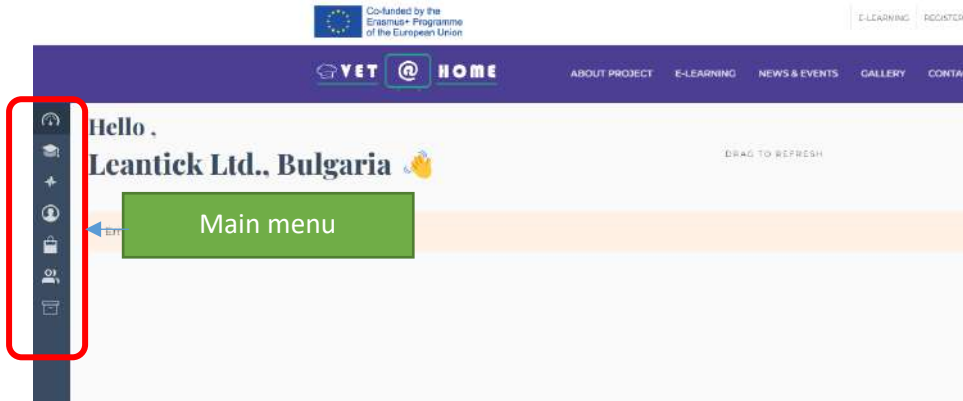 Co-funded by the
Erasmus+ Programme
of the European Union
E-LEARNING REGISTER
VET @ HOME
ABOUT PROJECT E-LEARNING NEWS & EVENTS GALLERY CONTA
Hello ,
Leantick Ltd., Bulgaria 👋
DRAG TO REFRESH
Main menu